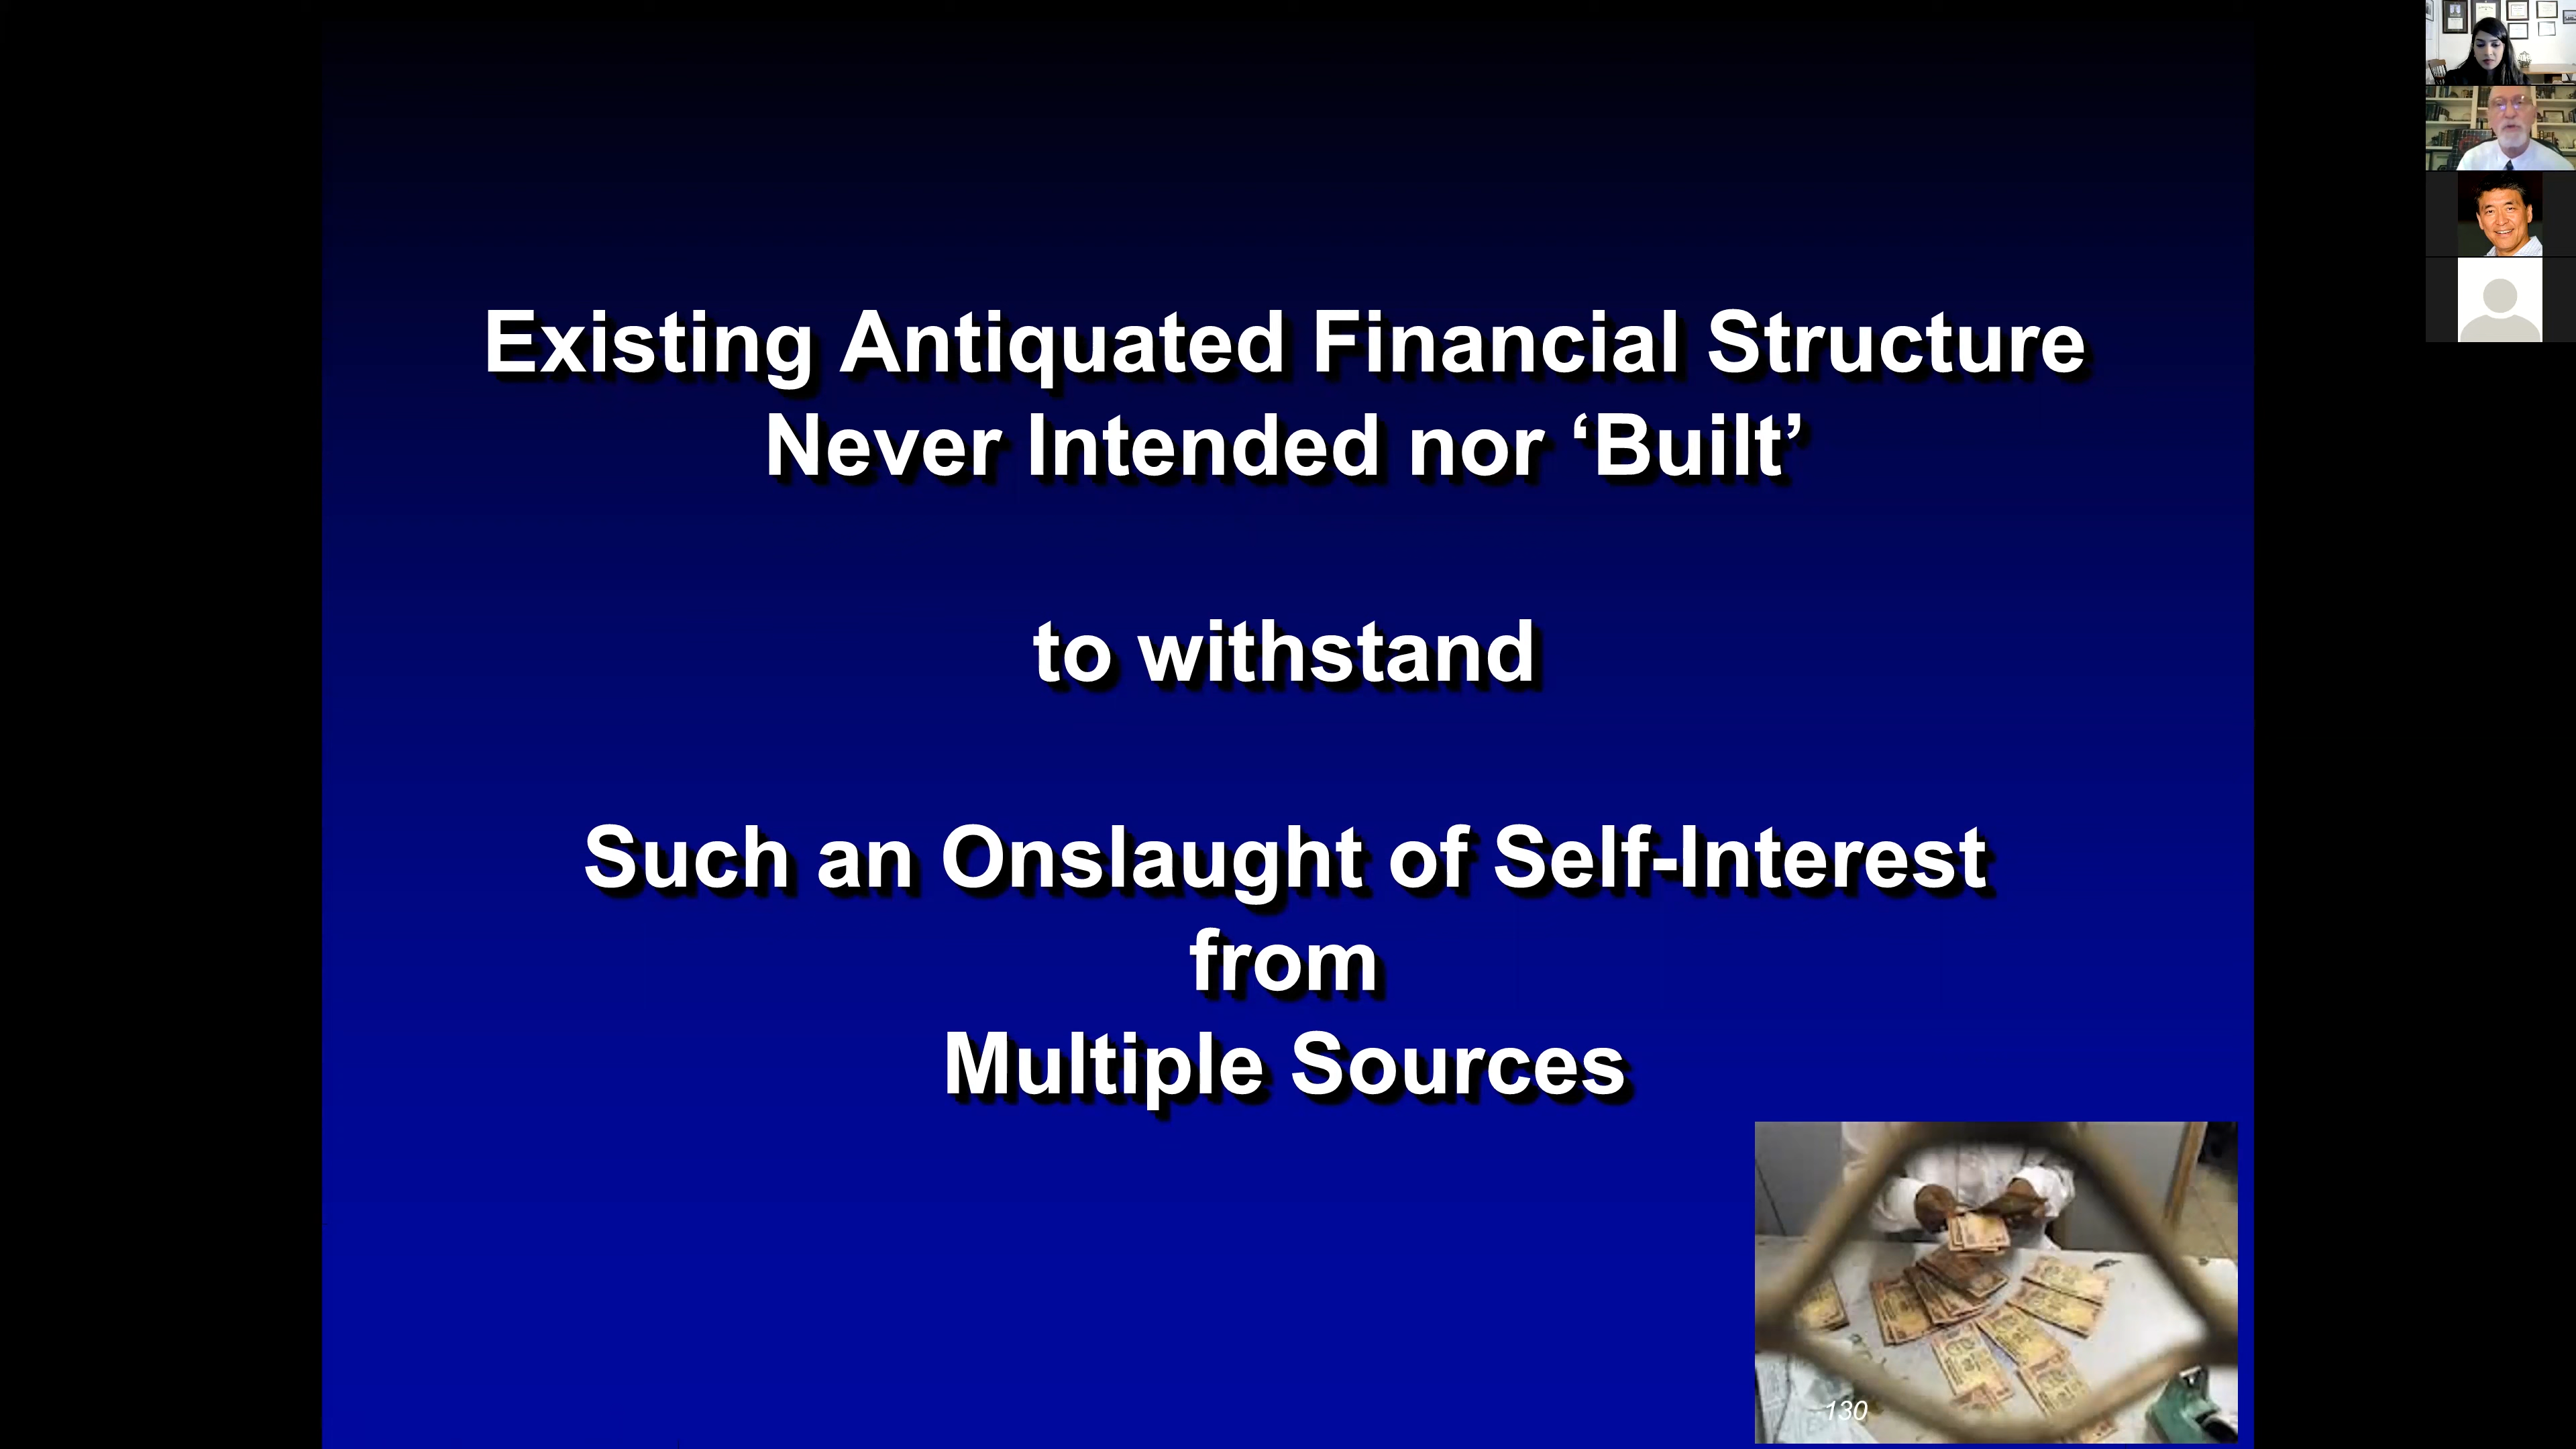 Existing Antiquated Financial Structure
Never Intended nor ‘Built’
to withstand
Such an Onslaught of Self-Interest
from
Multiple Sources
130